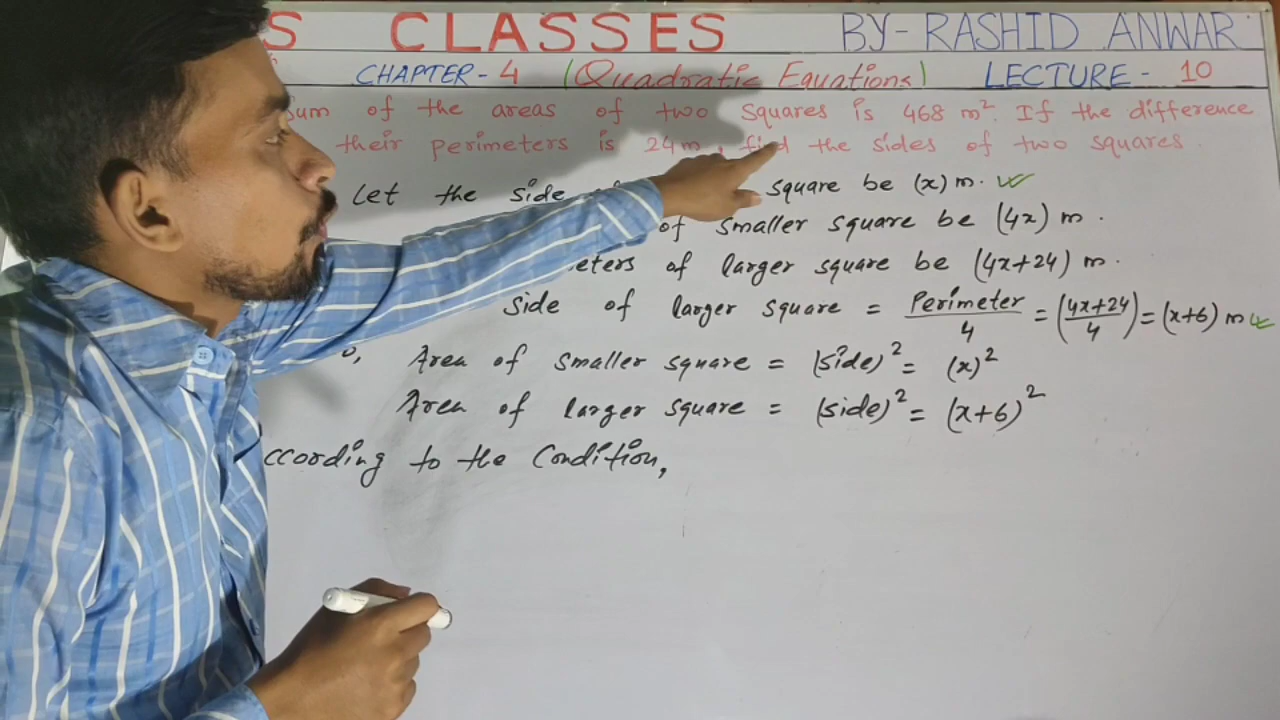 S CLASSES BY- RASHID ANWAR
CHAPTER - 4 (Quadratic Equations) LECTURE - 10
Sum of the areas of two squares is 468 m². If the difference
their perimeters is 24m, find the sides of two squares.
Let the side square be (x) m.
of smaller square be (4x) m.
of larger square be (4x+24) m.
side of larger square = Perimeter/4 = (4x+24/4) = (x+6) m
Area of smaller square = (side)² = (x)²
Area of larger square = (side)² = (x+6)²
ccording to the Condition,